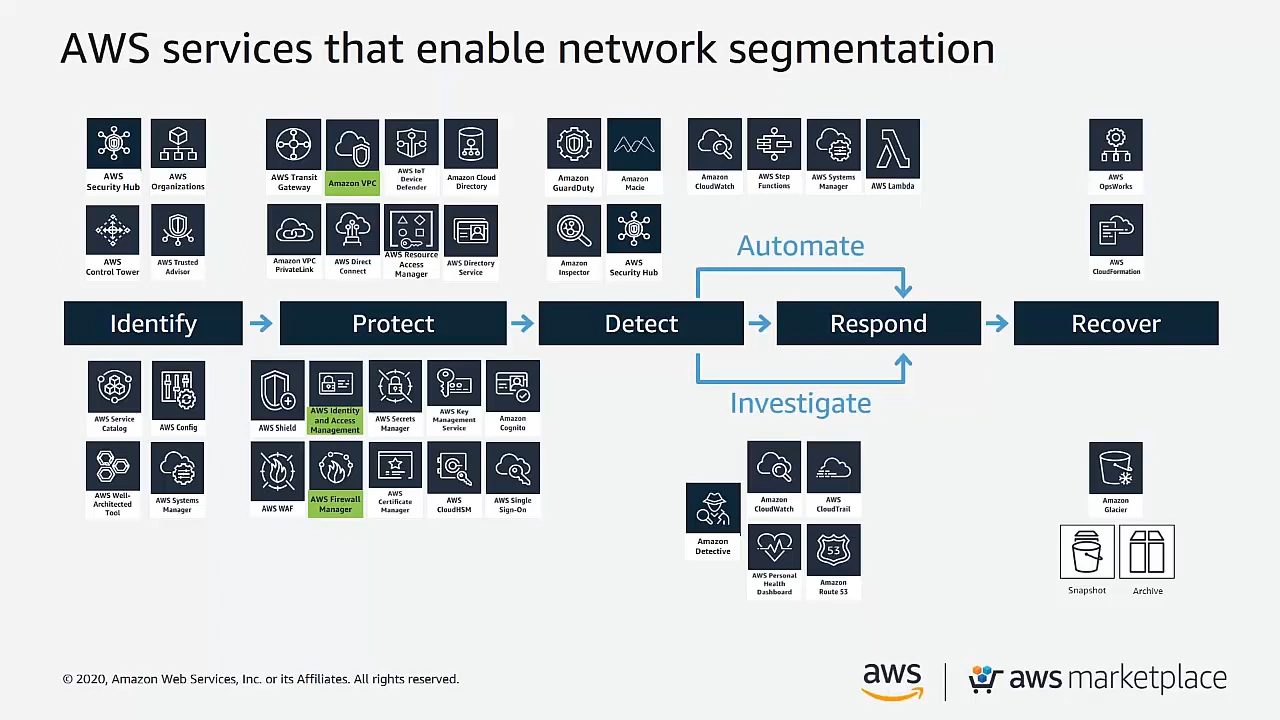 AWS services that enable network segmentation
AWS
Security Hub
AWS
Organizations
AWS Transit
Gateway
Amazon VPC
AWS IoT
Device
Defender
Amazon Cloud
Directory
Amazon
GuardDuty
Amazon
Macie
Amazon
CloudWatch
AWS Step
Functions
AWS Systems
Manager
AWS Lambda
AWS
OpsWorks
AWS
Control Tower
AWS Trusted
Advisor
Amazon VPC
PrivateLink
AWS Direct
Connect
AWS Resource
Access
Manager
AWS Directory
Service
Amazon
Inspector
AWS
Security Hub
AWS
CloudFormation
Automate
Identify
Protect
Detect
Respond
Recover
Investigate
AWS Service
Catalog
AWS Config
AWS Shield
AWS Identity
and Access
Management
AWS Secrets
Manager
AWS Key
Management
Service
Amazon
Cognito
AWS Well-
Architected
Tool
AWS Systems
Manager
AWS WAF
AWS Firewall
Manager
AWS
Certificate
Manager
AWS
CloudHSM
AWS Single
Sign-On
Amazon
Detective
Amazon
CloudWatch
AWS
CloudTrail
AWS Personal
Health
Dashboard
53
Amazon
Route 53
Amazon
Glacier
Snapshot
Archive
© 2020, Amazon Web Services, Inc. or its Affiliates. All rights reserved.
aws
aws marketplace